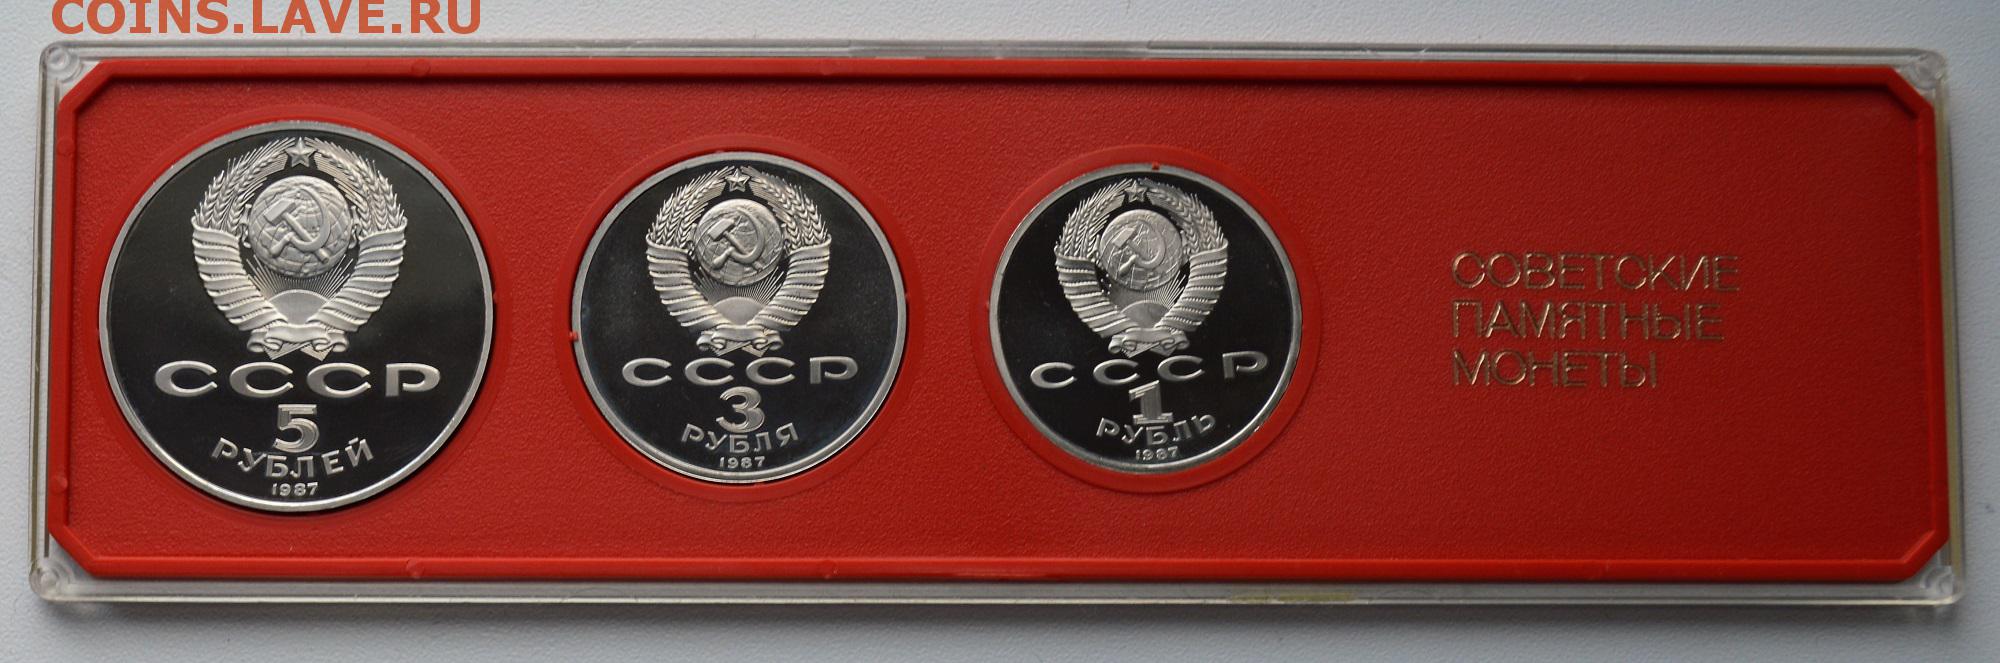 COINS.LAVE.RU
СССР
5
РУБЛЕЙ
1987
СССР
3
РУБЛЯ
1987
СССР
1
РУБЛЬ
1987
СОВЕТСКИЕ
ПАМЯТНЫЕ
МОНЕТЫ